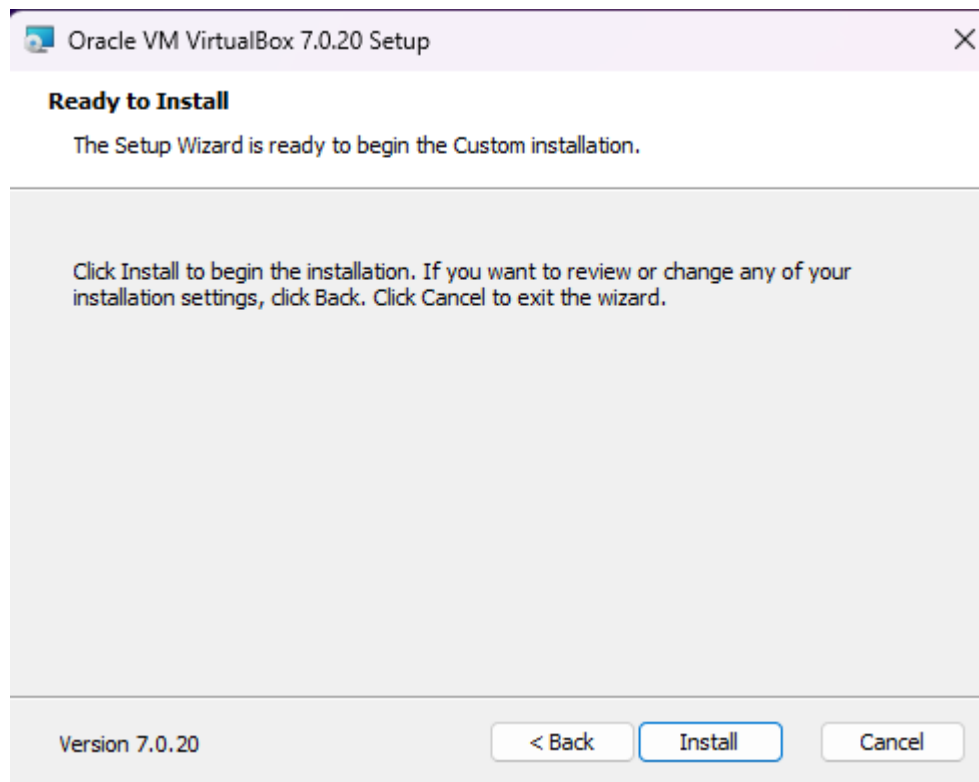 Oracle VM VirtualBox 7.0.20 Setup
Ready to Install
The Setup Wizard is ready to begin the Custom installation.
Click Install to begin the installation. If you want to review or change any of your
installation settings, click Back. Click Cancel to exit the wizard.
Version 7.0.20
< Back Install Cancel